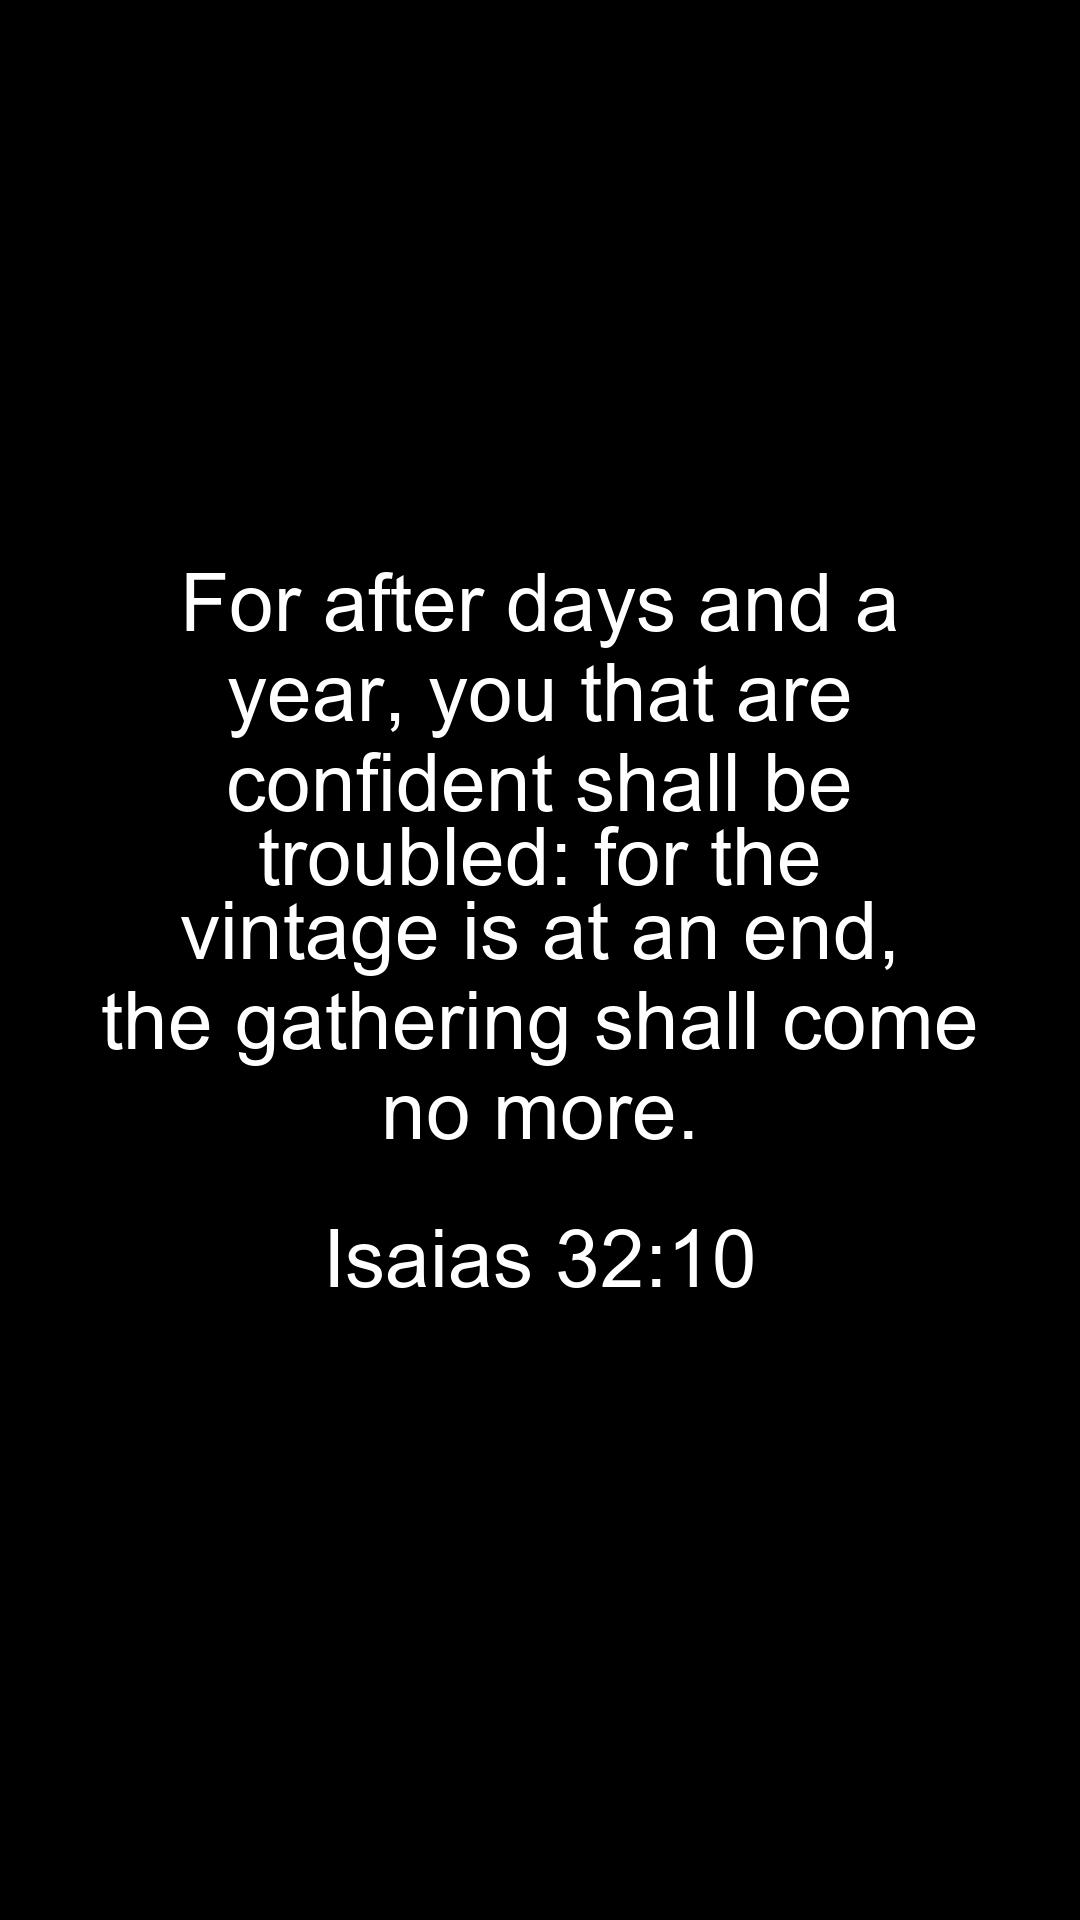 For after days and a
year, you that are
confident shall be
troubled: for the
vintage is at an end,
the gathering shall come
no more.
Isaias 32:10